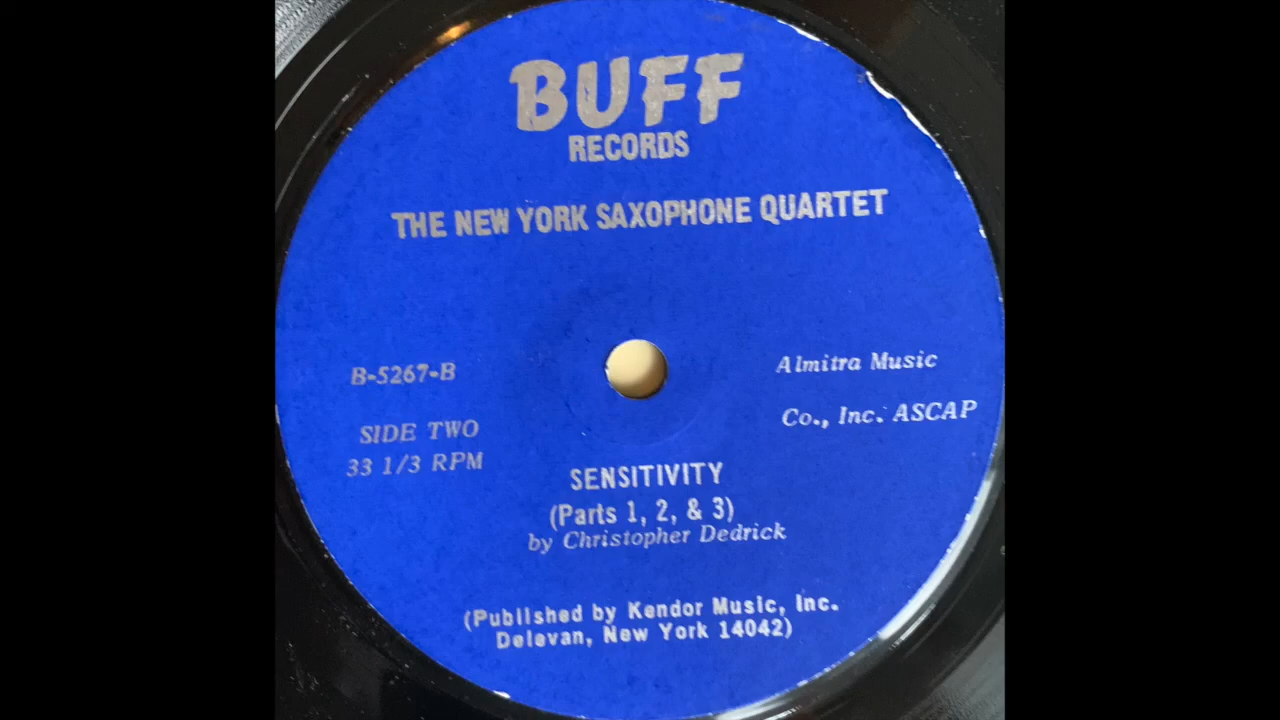 BUFF
RECORDS
THE NEW YORK SAXOPHONE QUARTET
B-5267-B
SIDE TWO
33 1/3 RPM
Almitra Music
Co., Inc. ASCAP
SENSITIVITY
(Parts 1, 2, & 3)
by Christopher Dedrick
(Published by Kendor Music, Inc.
Delevan, New York 14042)